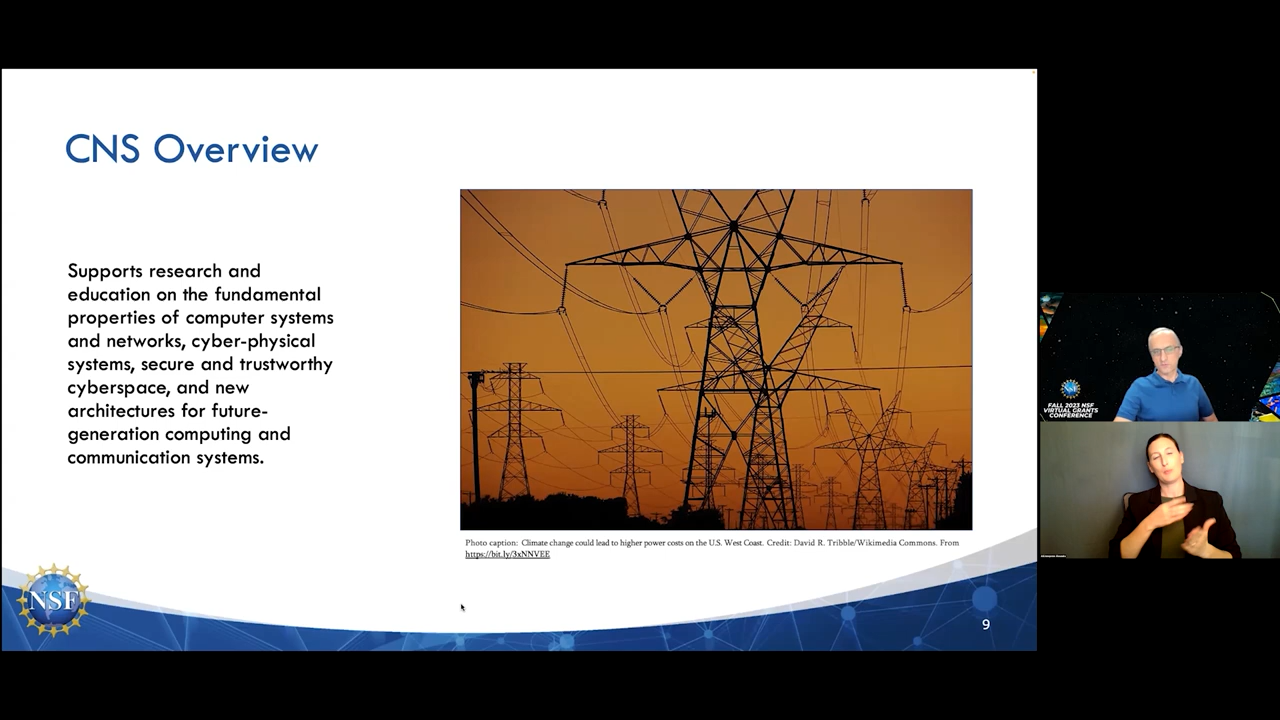 CNS Overview
Supports research and
education on the fundamental
properties of computer systems
and networks, cyber-physical
systems, secure and trustworthy
cyberspace, and new
architectures for future-
generation computing and
communication systems.
Photo caption: Climate change could lead to higher power costs on the U.S. West Coast. Credit: David R. Tribble/Wikimedia Commons. From
https://bit.ly/3xNNVEE
NSF
9
FALL 2023 NSF
VIRTUAL GRANTS
CONFERENCE